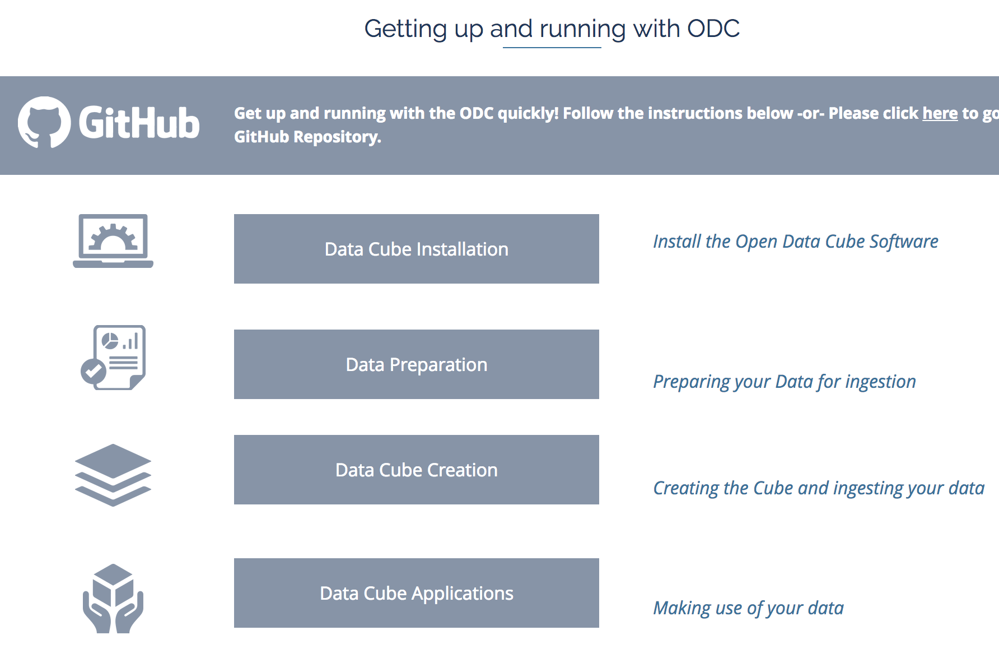 Getting up and running with ODC
GitHub
Get up and running with the ODC quickly! Follow the instructions below -or- Please click here to go
GitHub Repository.
Data Cube Installation
Install the Open Data Cube Software
Data Preparation
Preparing your Data for ingestion
Data Cube Creation
Creating the Cube and ingesting your data
Data Cube Applications
Making use of your data